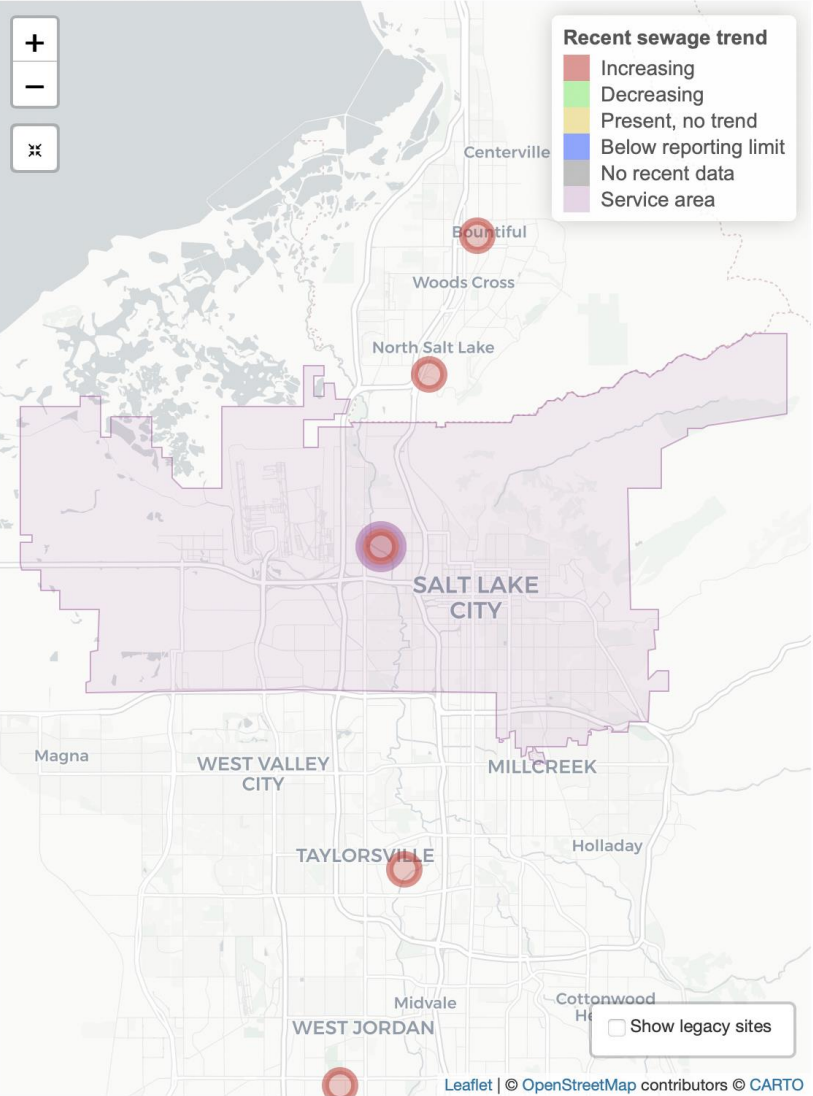 +
−
Recent sewage trend
Increasing
Decreasing
Present, no trend
Below reporting limit
No recent data
Service area
Centerville
Bountiful
Woods Cross
North Salt Lake
SALT LAKE
CITY
Magna
WEST VALLEY
CITY
MILLCREEK
TAYLORSVILLE
Holladay
Midvale
Cottonwood
He
WEST JORDAN
Show legacy sites
Leaflet | © OpenStreetMap contributors © CARTO